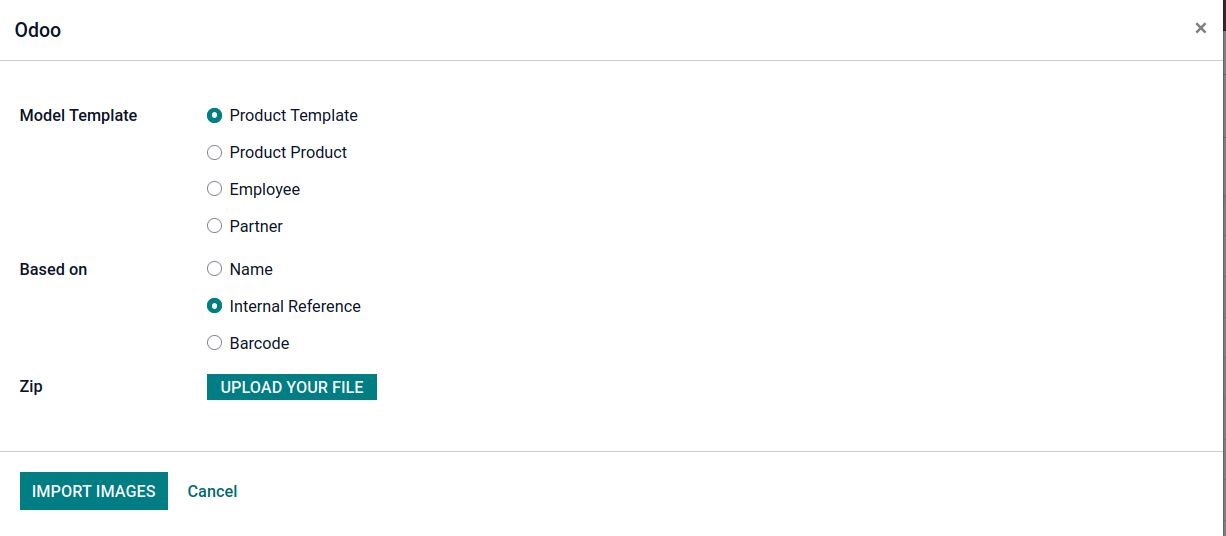 Odoo
×
Model Template
Product Template
Product Product
Employee
Partner
Based on
Name
Internal Reference
Barcode
Zip
UPLOAD YOUR FILE
IMPORT IMAGES
Cancel